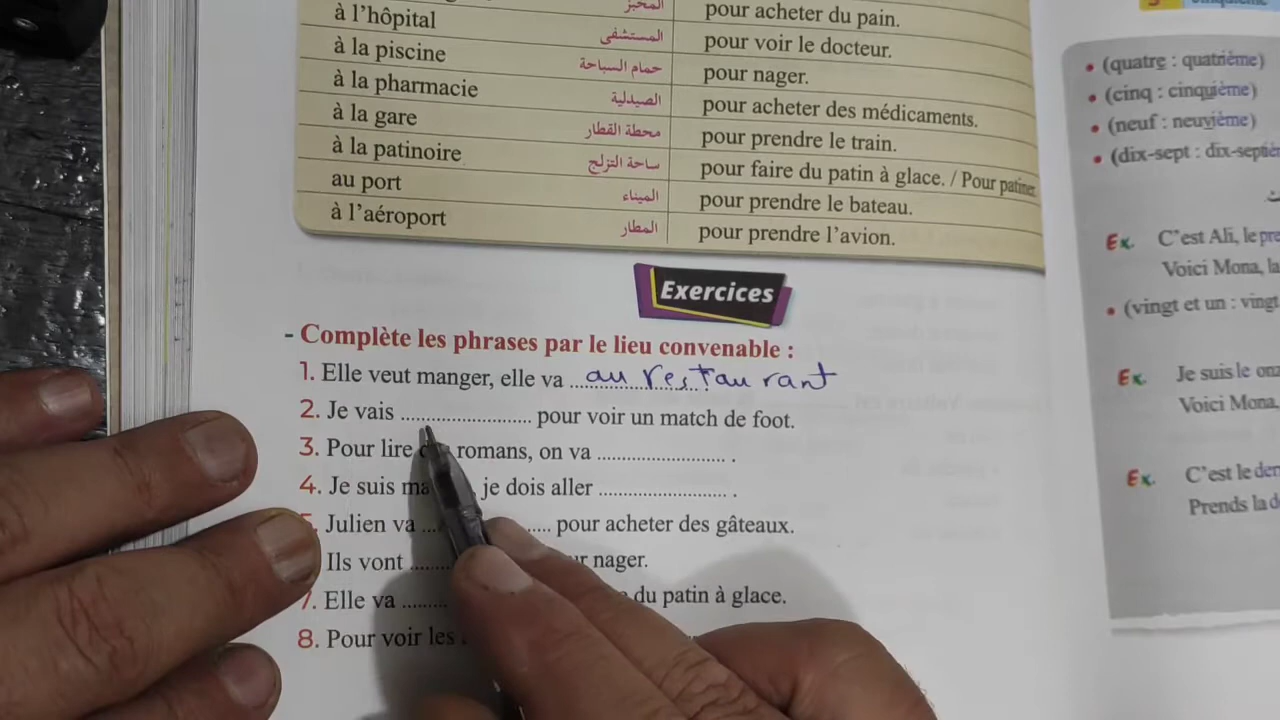 المخبز pour acheter du pain.
à l'hôpital المستشفى pour voir le docteur.
à la piscine حمام السباحة pour nager.
à la pharmacie الصيدلية pour acheter des médicaments.
à la gare محطة القطار pour prendre le train.
à la patinoire ساحة التزلج pour faire du patin à glace. / Pour patiner.
au port الميناء pour prendre le bateau.
à l'aéroport المطار pour prendre l'avion.
Exercices
- Complète les phrases par le lieu convenable :
1. Elle veut manger, elle va au restaurant
2. Je vais .............................. pour voir un match de foot.
3. Pour lire romans, on va .............................. .
4. Je suis je dois aller .............................. .
Julien va .... ..... pour acheter des gâteaux.
Ils vont ....... nager.
7. Elle va ........ du patin à glace.
8. Pour voir les
• (quatre : quatrième)
• (cinq : cinquième)
• (neuf : neuvième)
• (dix-sept :
Ex. C'est Ali, le
Voici Mona, la
• (vingt et un : vingt
Ex. Je suis le
Voici Mona,
Ex. C'est le
Prends la